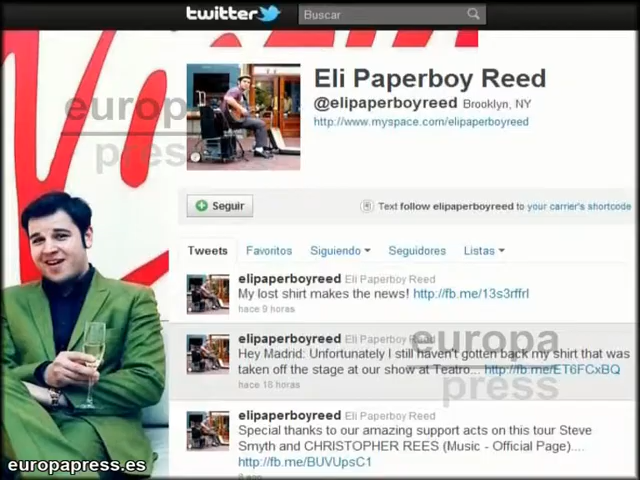 twitter
Buscar
Virgin
Eli Paperboy Reed
@elipaperboyreed Brooklyn, NY
http://www.myspace.com/elipaperboyreed
europa
press
Seguir
Text follow elipaperboyreed to your carrier's shortcode
Tweets Favoritos Siguiendo Seguidores Listas
elipaperboyreed Eli Paperboy Reed
My lost shirt makes the news! http://fb.me/13s3rffrl
hace 9 horas
elipaperboyreed Eli Paperboy Reed
Hey Madrid: Unfortunately I still haven't gotten back my shirt that was
taken off the stage at our show at Teatro... http://fb.me/ET6FCxBQ
hace 18 horas
europa
press
elipaperboyreed Eli Paperboy Reed
Special thanks to our amazing support acts on this tour Steve
Smyth and CHRISTOPHER REES (Music - Official Page)....
http://fb.me/BUVUpsC1
europapress.es